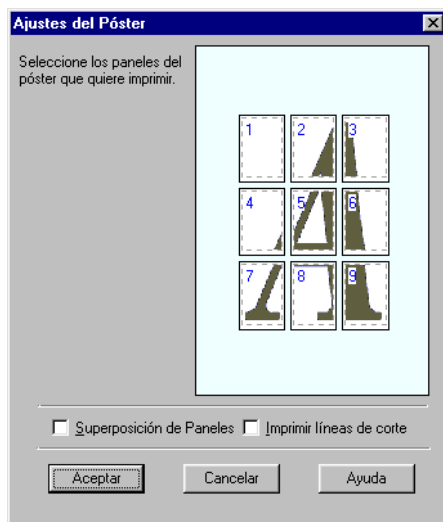 Ajustes del Póster
Seleccione los paneles del
póster que quiere imprimir.
1 2 3
4 5 6
7 8 9
Superposición de Paneles Imprimir líneas de corte
Aceptar Cancelar Ayuda